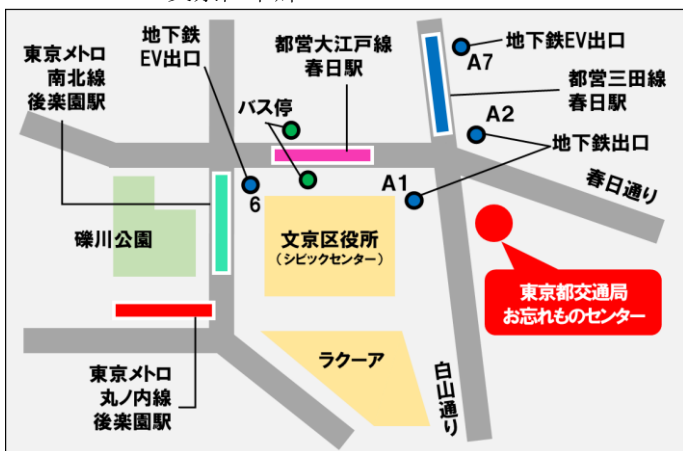 東京メトロ
南北線
後楽園駅
地下鉄
EV出口
都営大江戸線
春日駅
地下鉄EV出口
A7
都営三田線
春日駅
バス停
A2
地下鉄出口
A1
6
春日通り
礫川公園
文京区役所
(シビックセンター)
東京都交通局
お忘れものセンター
ラクーア
白山通り
東京メトロ
丸ノ内線
後楽園駅